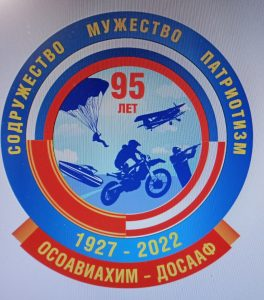 СОДРУЖЕСТВО МУЖЕСТВО ПАТРИОТИЗМ
95
ЛЕТ
1927 - 2022
ОСОАВИАХИМ - ДОСААФ